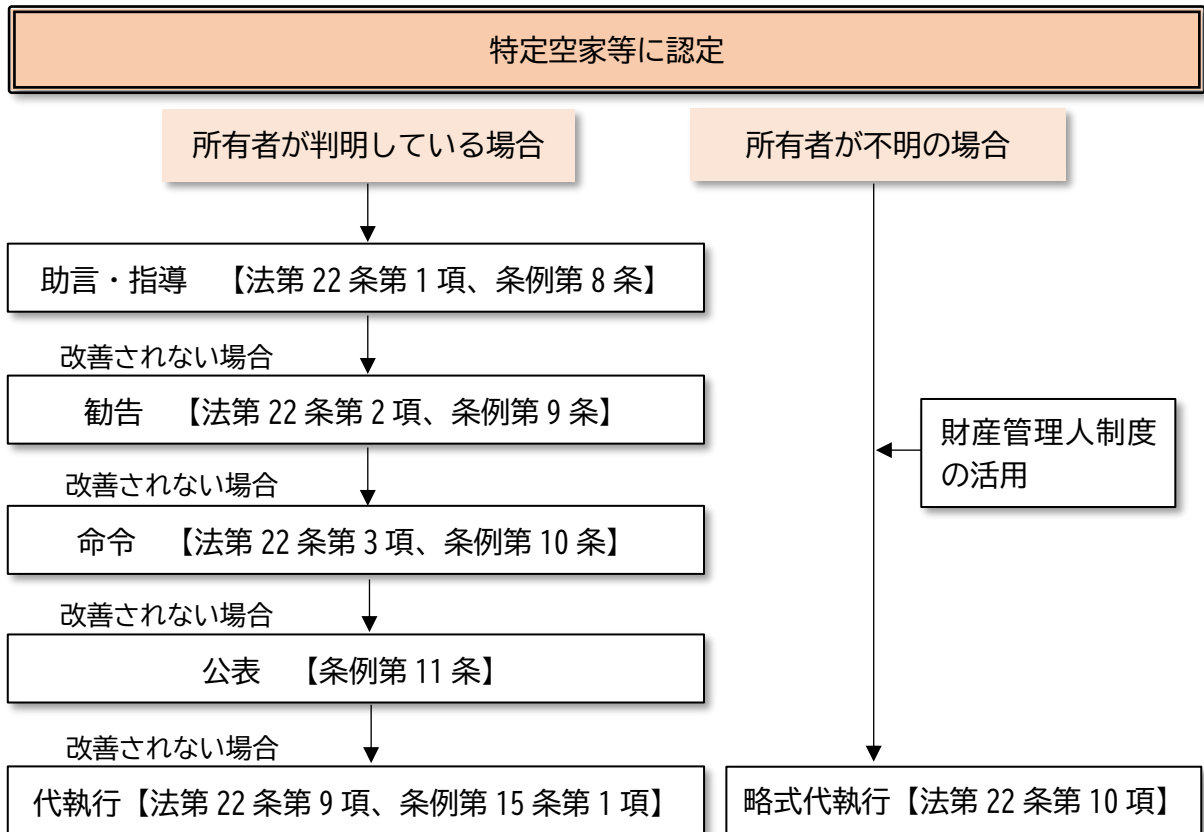 特定空家等に認定
所有者が判明している場合
所有者が不明の場合
助言・指導　【法第 22 条第 1 項、条例第 8 条】
改善されない場合
勧告　【法第 22 条第 2 項、条例第 9 条】
財産管理人制度
の活用
改善されない場合
命令　【法第 22 条第 3 項、条例第 10 条】
改善されない場合
公表　【条例第 11 条】
改善されない場合
代執行【法第 22 条第 9 項、条例第 15 条第 1 項】
略式代執行【法第 22 条第 10 項】